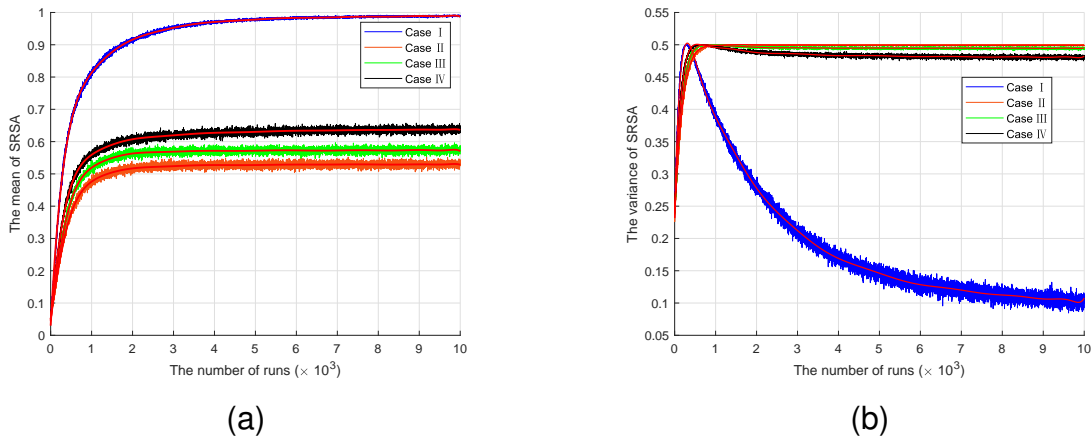 The mean of SRSA
1
0.9
0.8
0.7
0.6
0.5
0.4
0.3
0.2
0.1
0
0 1 2 3 4 5 6 7 8 9 10
The number of runs (× 10³)
Case Ⅰ
Case Ⅱ
Case Ⅲ
Case Ⅳ
(a)
The variance of SRSA
0.55
0.5
0.45
0.4
0.35
0.3
0.25
0.2
0.15
0.1
0.05
0 1 2 3 4 5 6 7 8 9 10
The number of runs (× 10³)
Case Ⅰ
Case Ⅱ
Case Ⅲ
Case Ⅳ
(b)